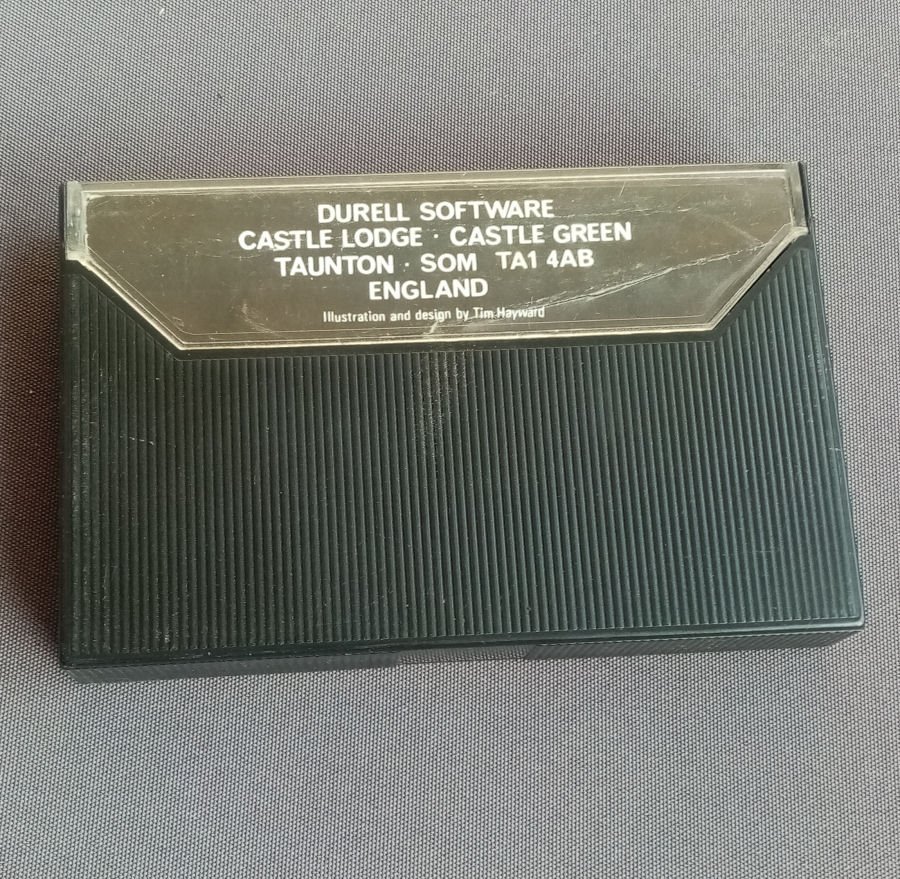 DURELL SOFTWARE
CASTLE LODGE · CASTLE GREEN
TAUNTON · SOM TA1 4AB
ENGLAND
Illustration and design by Tim Hayward